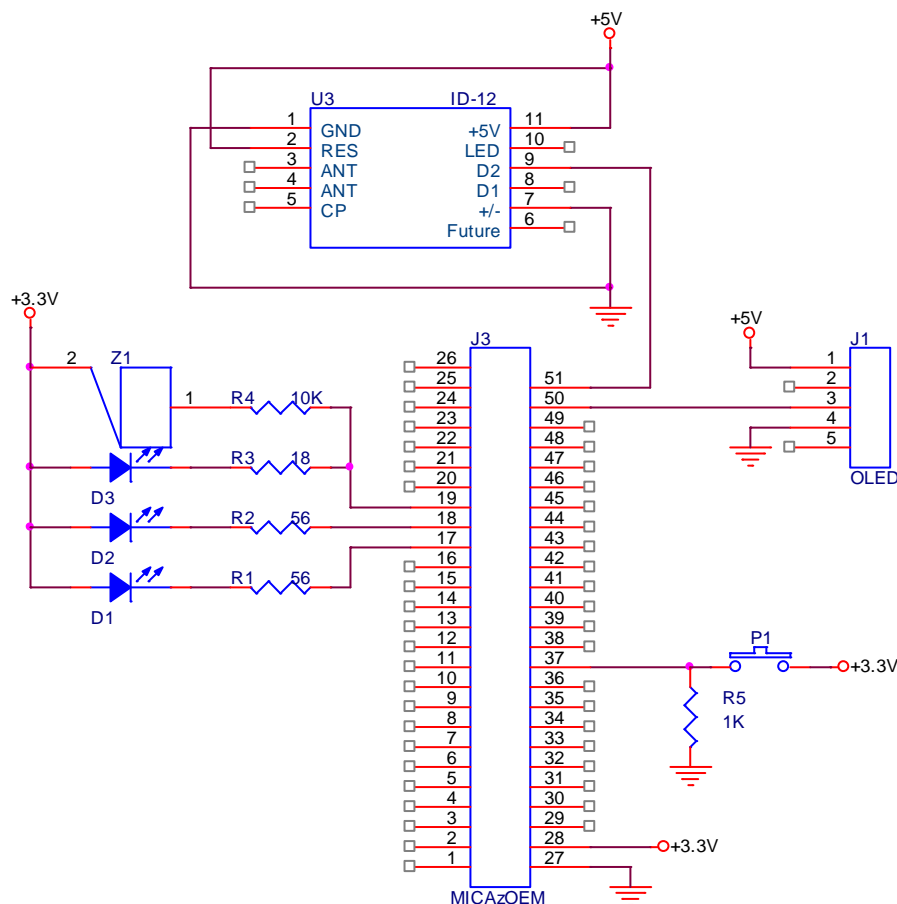 +5V
U3 ID-12
1 GND +5V 11
2 RES LED 10
3 ANT D2 9
4 ANT D1 8
5 CP +/- 7
Future 6
+3.3V
+5V
J3
J1
2 Z1
26
1
25 51
2
1 R4 10K
24 50
3
23 49
4
22 48
5
R3 18
21 47
20 46
OLED
D3
19 45
R2 56
18 44
17 43
D2
16 42
R1 56
15 41
D1
14 40
13 39
12 38
P1
11 37
+3.3V
10 36
R5
9 35
1K
8 34
7 33
6 32
5 31
4 30
3 29
2 28
+3.3V
1 27
MICAzOEM